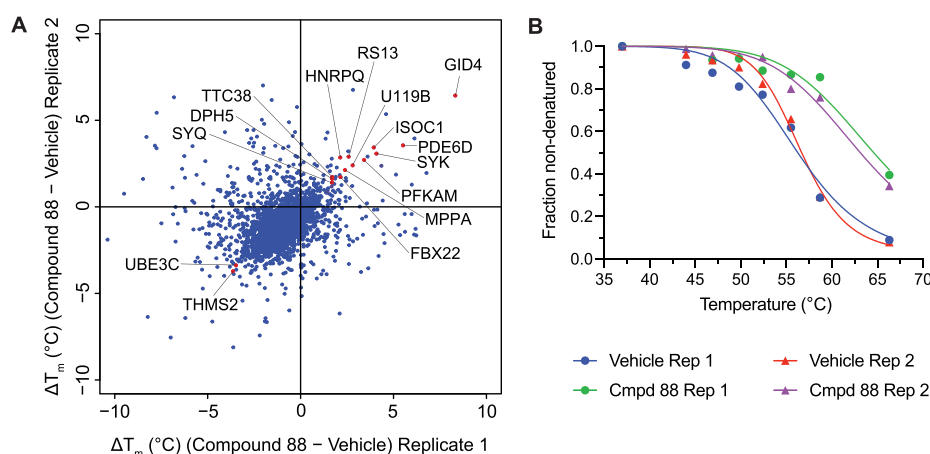 A
ΔTm (°C) (Compound 88 − Vehicle) Replicate 2
10
5
0
−5
−10
RS13
GID4
HNRPQ
TTC38
U119B
DPH5
SYQ
ISOC1
PDE6D
SYK
PFKAM
MPPA
FBX22
UBE3C
THMS2
−10 −5 0 5 10
ΔTm (°C) (Compound 88 − Vehicle) Replicate 1
B
Fraction non-denatured
1.0
0.8
0.6
0.4
0.2
0.0
35 40 45 50 55 60 65 70
Temperature (°C)
Vehicle Rep 1 Vehicle Rep 2
Cmpd 88 Rep 1 Cmpd 88 Rep 2